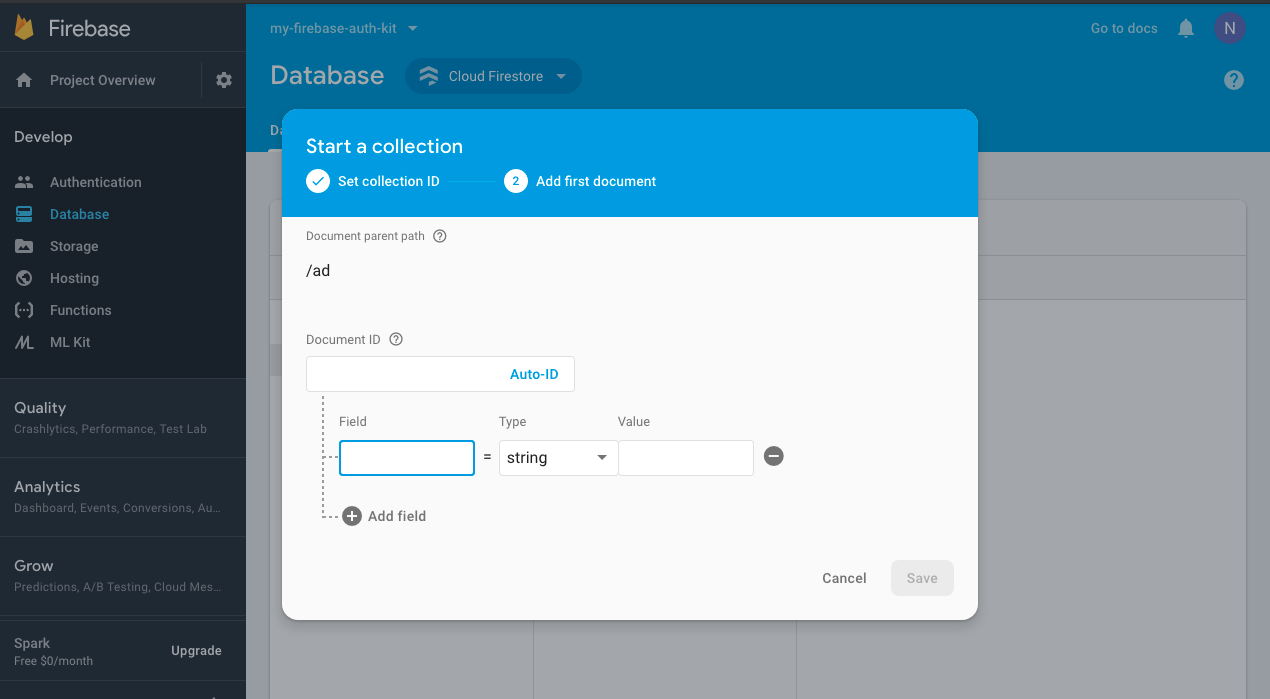 Firebase
Project Overview
Develop
Authentication
Database
Storage
Hosting
Functions
ML Kit
Quality
Crashlytics, Performance, Test Lab
Analytics
Dashboard, Events, Conversions, Au...
Grow
Predictions, A/B Testing, Cloud Mes...
Spark
Free $0/month
Upgrade
my-firebase-auth-kit
Go to docs
N
Database
Cloud Firestore
?
Da
Start a collection
Set collection ID
2
Add first document
Document parent path ?
/ad
Document ID ?
Auto-ID
Field
Type
Value
=
string
Add field
Cancel
Save